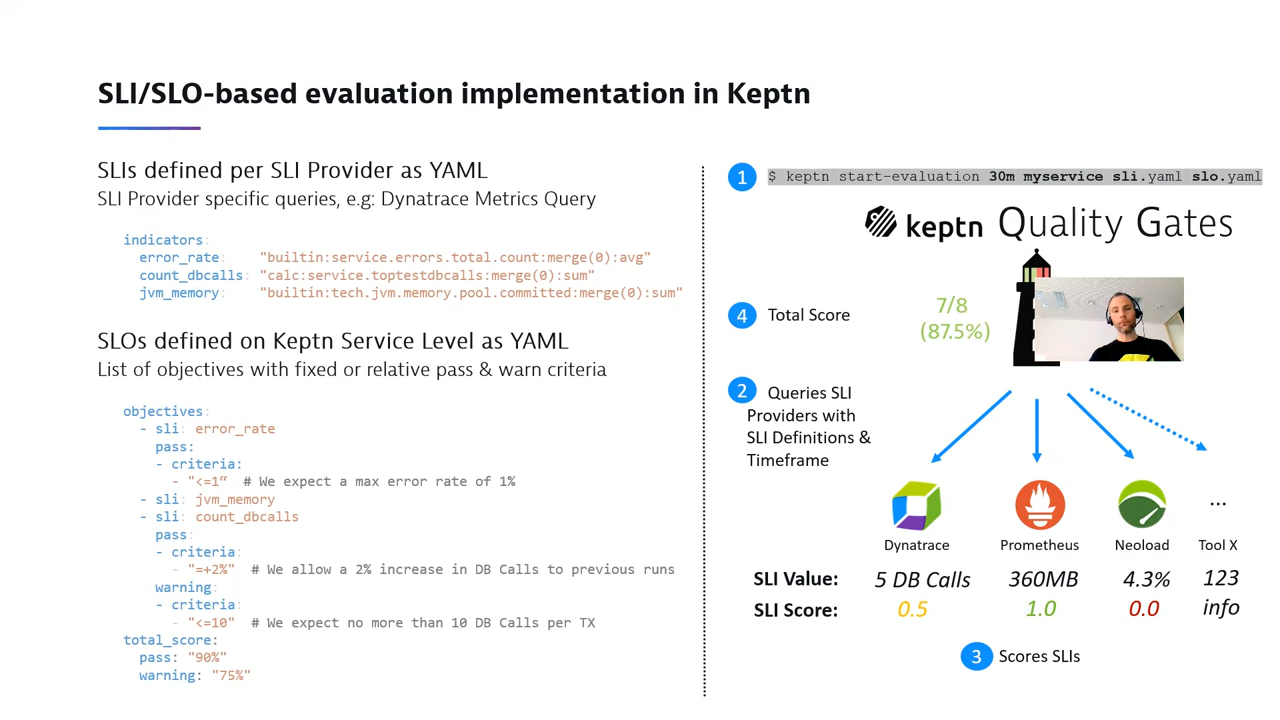 SLI/SLO-based evaluation implementation in Keptn
SLIs defined per SLI Provider as YAML
SLI Provider specific queries, e.g: Dynatrace Metrics Query
indicators:
error_rate: "builtin:service.errors.total.count:merge(0):avg"
count_dbcalls: "calc:service.toptestdbcalls:merge(0):sum"
jvm_memory: "builtin:tech.jvm.memory.pool.committed:merge(0):sum"
SLOs defined on Keptn Service Level as YAML
List of objectives with fixed or relative pass & warn criteria
objectives:
- sli: error_rate
pass:
- criteria:
- "<=1“ # We expect a max error rate of 1%
- sli: jvm_memory
- sli: count_dbcalls
pass:
- criteria:
- "=+2%" # We allow a 2% increase in DB Calls to previous runs
warning:
- criteria:
- "<=10" # We expect no more than 10 DB Calls per TX
total_score:
pass: "90%"
warning: "75%"
1 $ keptn start-evaluation 30m myservice sli.yaml slo.yaml
keptn Quality Gates
4 Total Score
7/8
(87.5%)
2 Queries SLI
Providers with
SLI Definitions &
Timeframe
Dynatrace Prometheus Neoload Tool X
...
SLI Value: 5 DB Calls 360MB 4.3% 123
SLI Score: 0.5 1.0 0.0 info
3 Scores SLIs